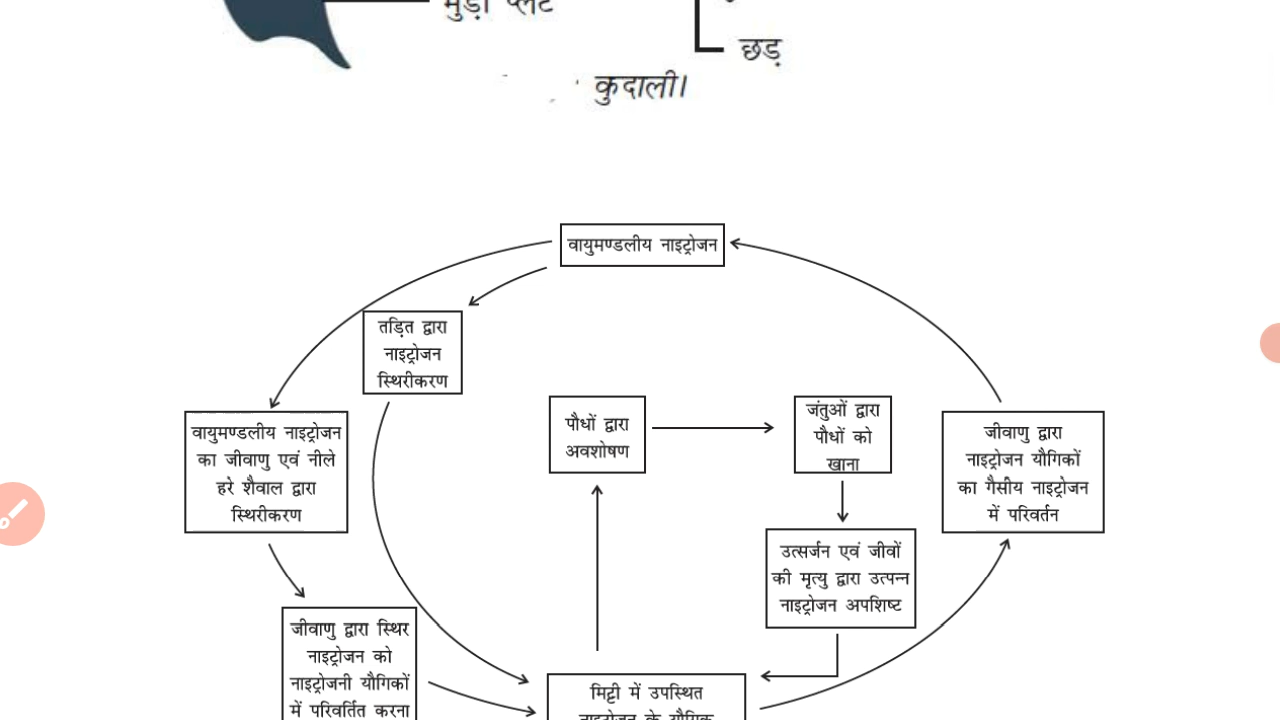 मुड़ी प्लेट
छड़
कुदाली।
वायुमण्डलीय नाइट्रोजन
तड़ित द्वारा
नाइट्रोजन
स्थिरीकरण
पौधों द्वारा
अवशोषण
जंतुओं द्वारा
पौधों को
खाना
वायुमण्डलीय नाइट्रोजन
का जीवाणु एवं नीले
हरे शैवाल द्वारा
स्थिरीकरण
जीवाणु द्वारा
नाइट्रोजन यौगिकों
का गैसीय नाइट्रोजन
में परिवर्तन
उत्सर्जन एवं जीवों
की मृत्यु द्वारा उत्पन्न
नाइट्रोजन अपशिष्ट
जीवाणु द्वारा स्थिर
नाइट्रोजन को
नाइट्रोजनी यौगिकों
में परिवर्तित करना
मिट्टी में उपस्थित
नाइट्रोजन के यौगिक